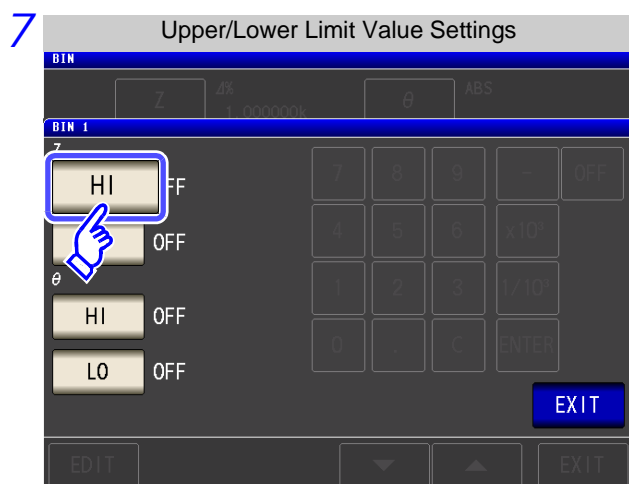 7
Upper/Lower Limit Value Settings
BIN
Z Δ% 1.000000k θ ABS
BIN 1
Z
HI FF
OFF
θ
HI OFF
LO OFF
7 8 9 - OFF
4 5 6 x10³
1 2 3 1/10³
0 . C ENTER
EXIT
EDIT ▼ ▲ EXIT